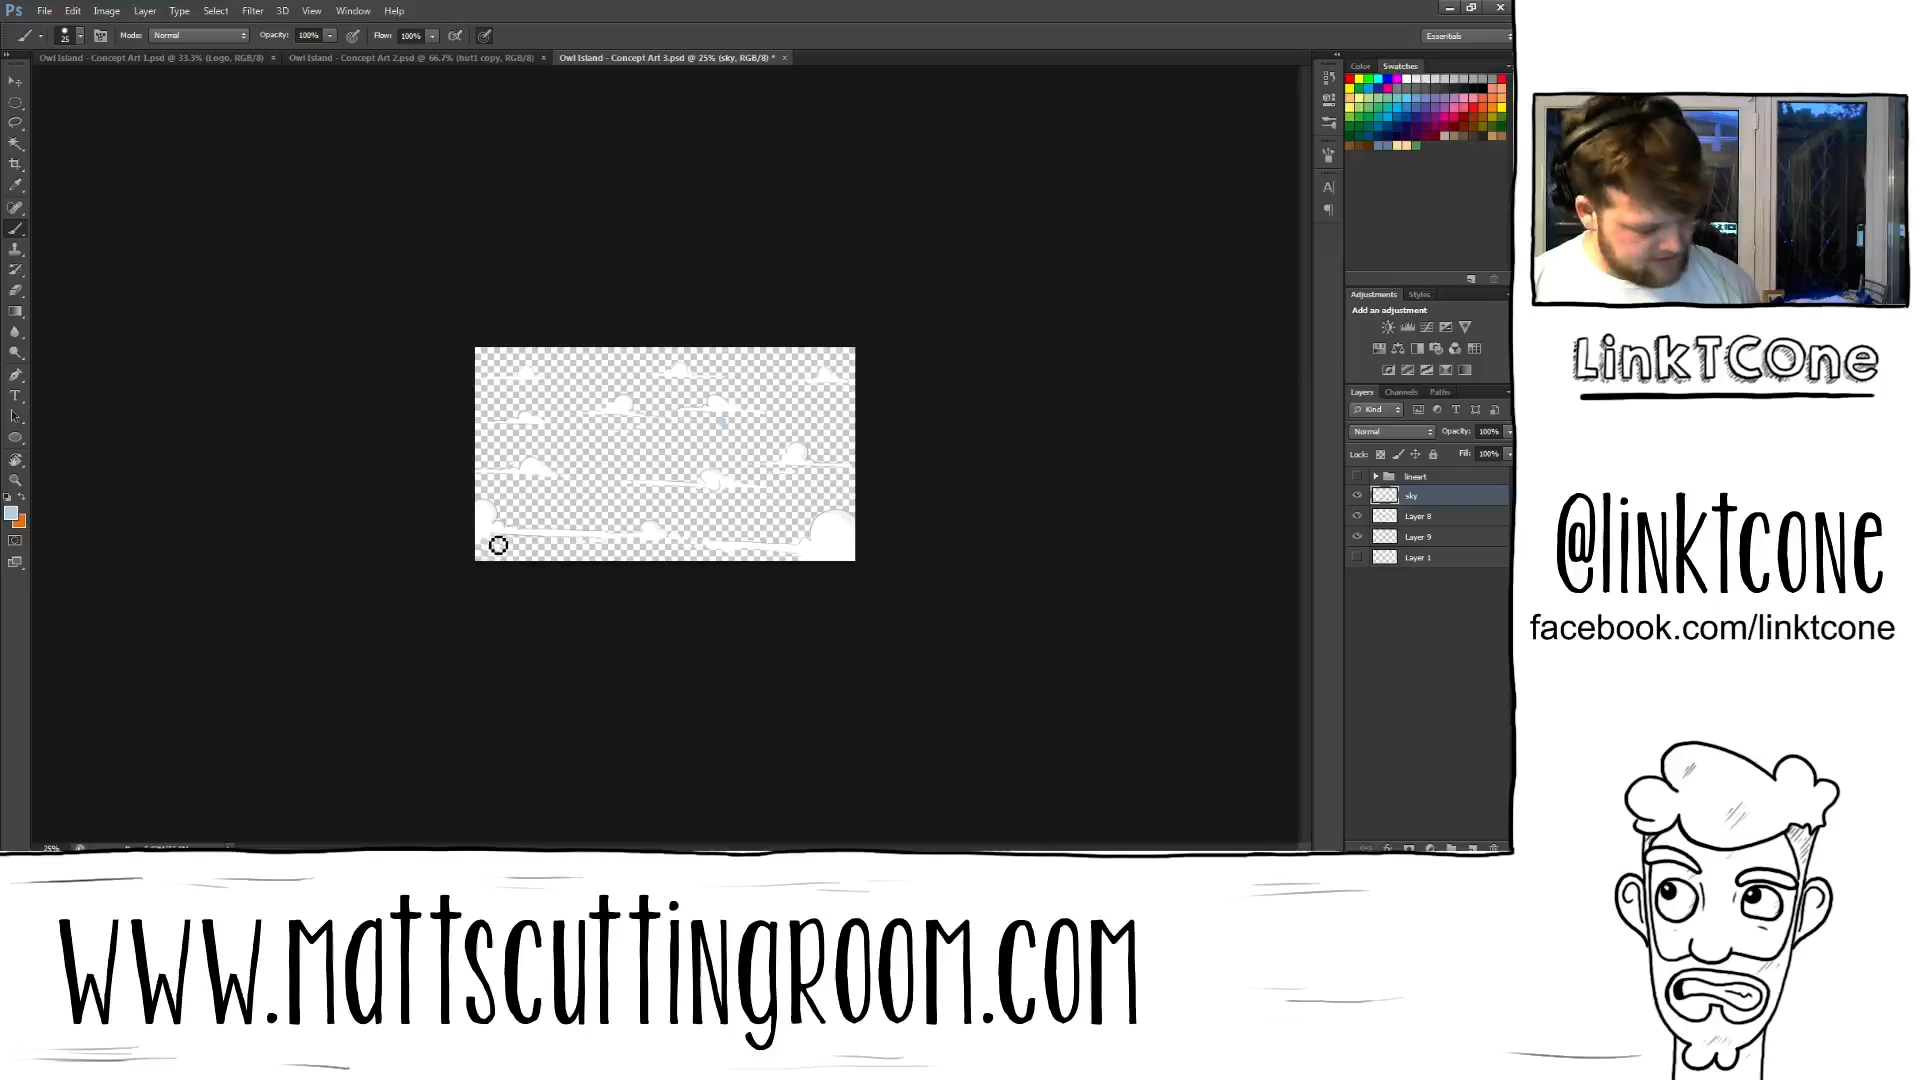 Ps File Edit Image Layer Type Select Filter 3D View Window Help
25 Mode: Normal Opacity: 100% Flow: 100% Essentials
Owl Island - Concept Art 1.psd @ 33.3% (Logo, RGB/8) × Owl Island - Concept Art 2.psd @ 66.7% (hut1 copy, RGB/8) × Owl Island - Concept Art 3.psd @ 25% (sky, RGB/8) * ×
Color Swatches
Adjustments Styles
Add an adjustment
Layers Channels Paths
Kind
Normal Opacity: 100%
Lock: Fill: 100%
lineart
sky
Layer 8
Layer 9
Layer 1
25%
LinkTCOne
@linktcone
facebook.com/linktcone
www.mattscuttingroom.com